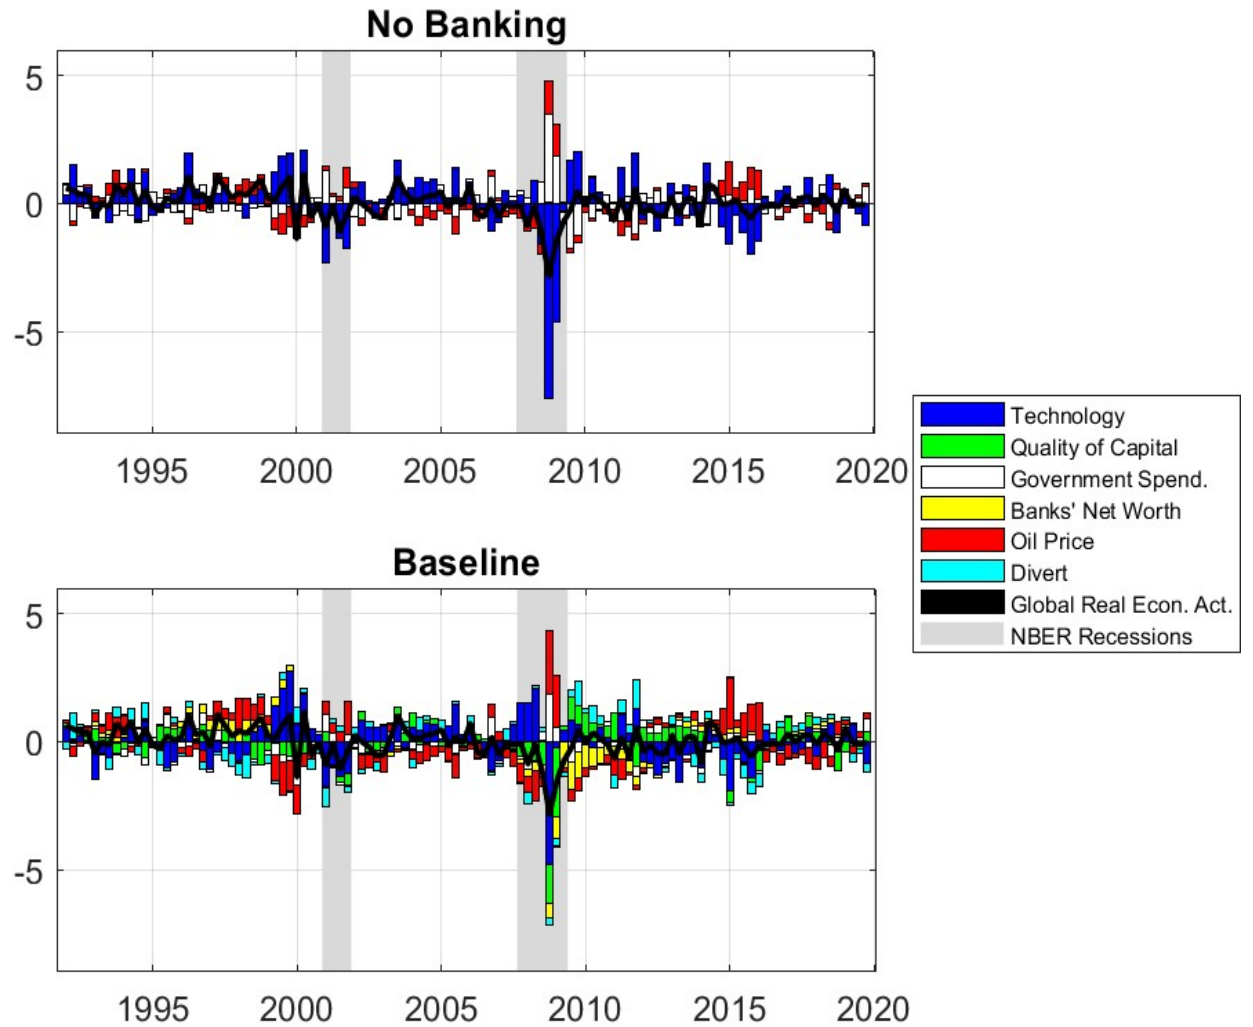 No Banking
5
0
-5
1995 2000 2005 2010 2015 2020
Technology
Quality of Capital
Government Spend.
Banks' Net Worth
Oil Price
Divert
Global Real Econ. Act.
NBER Recessions
Baseline
5
0
-5
1995 2000 2005 2010 2015 2020